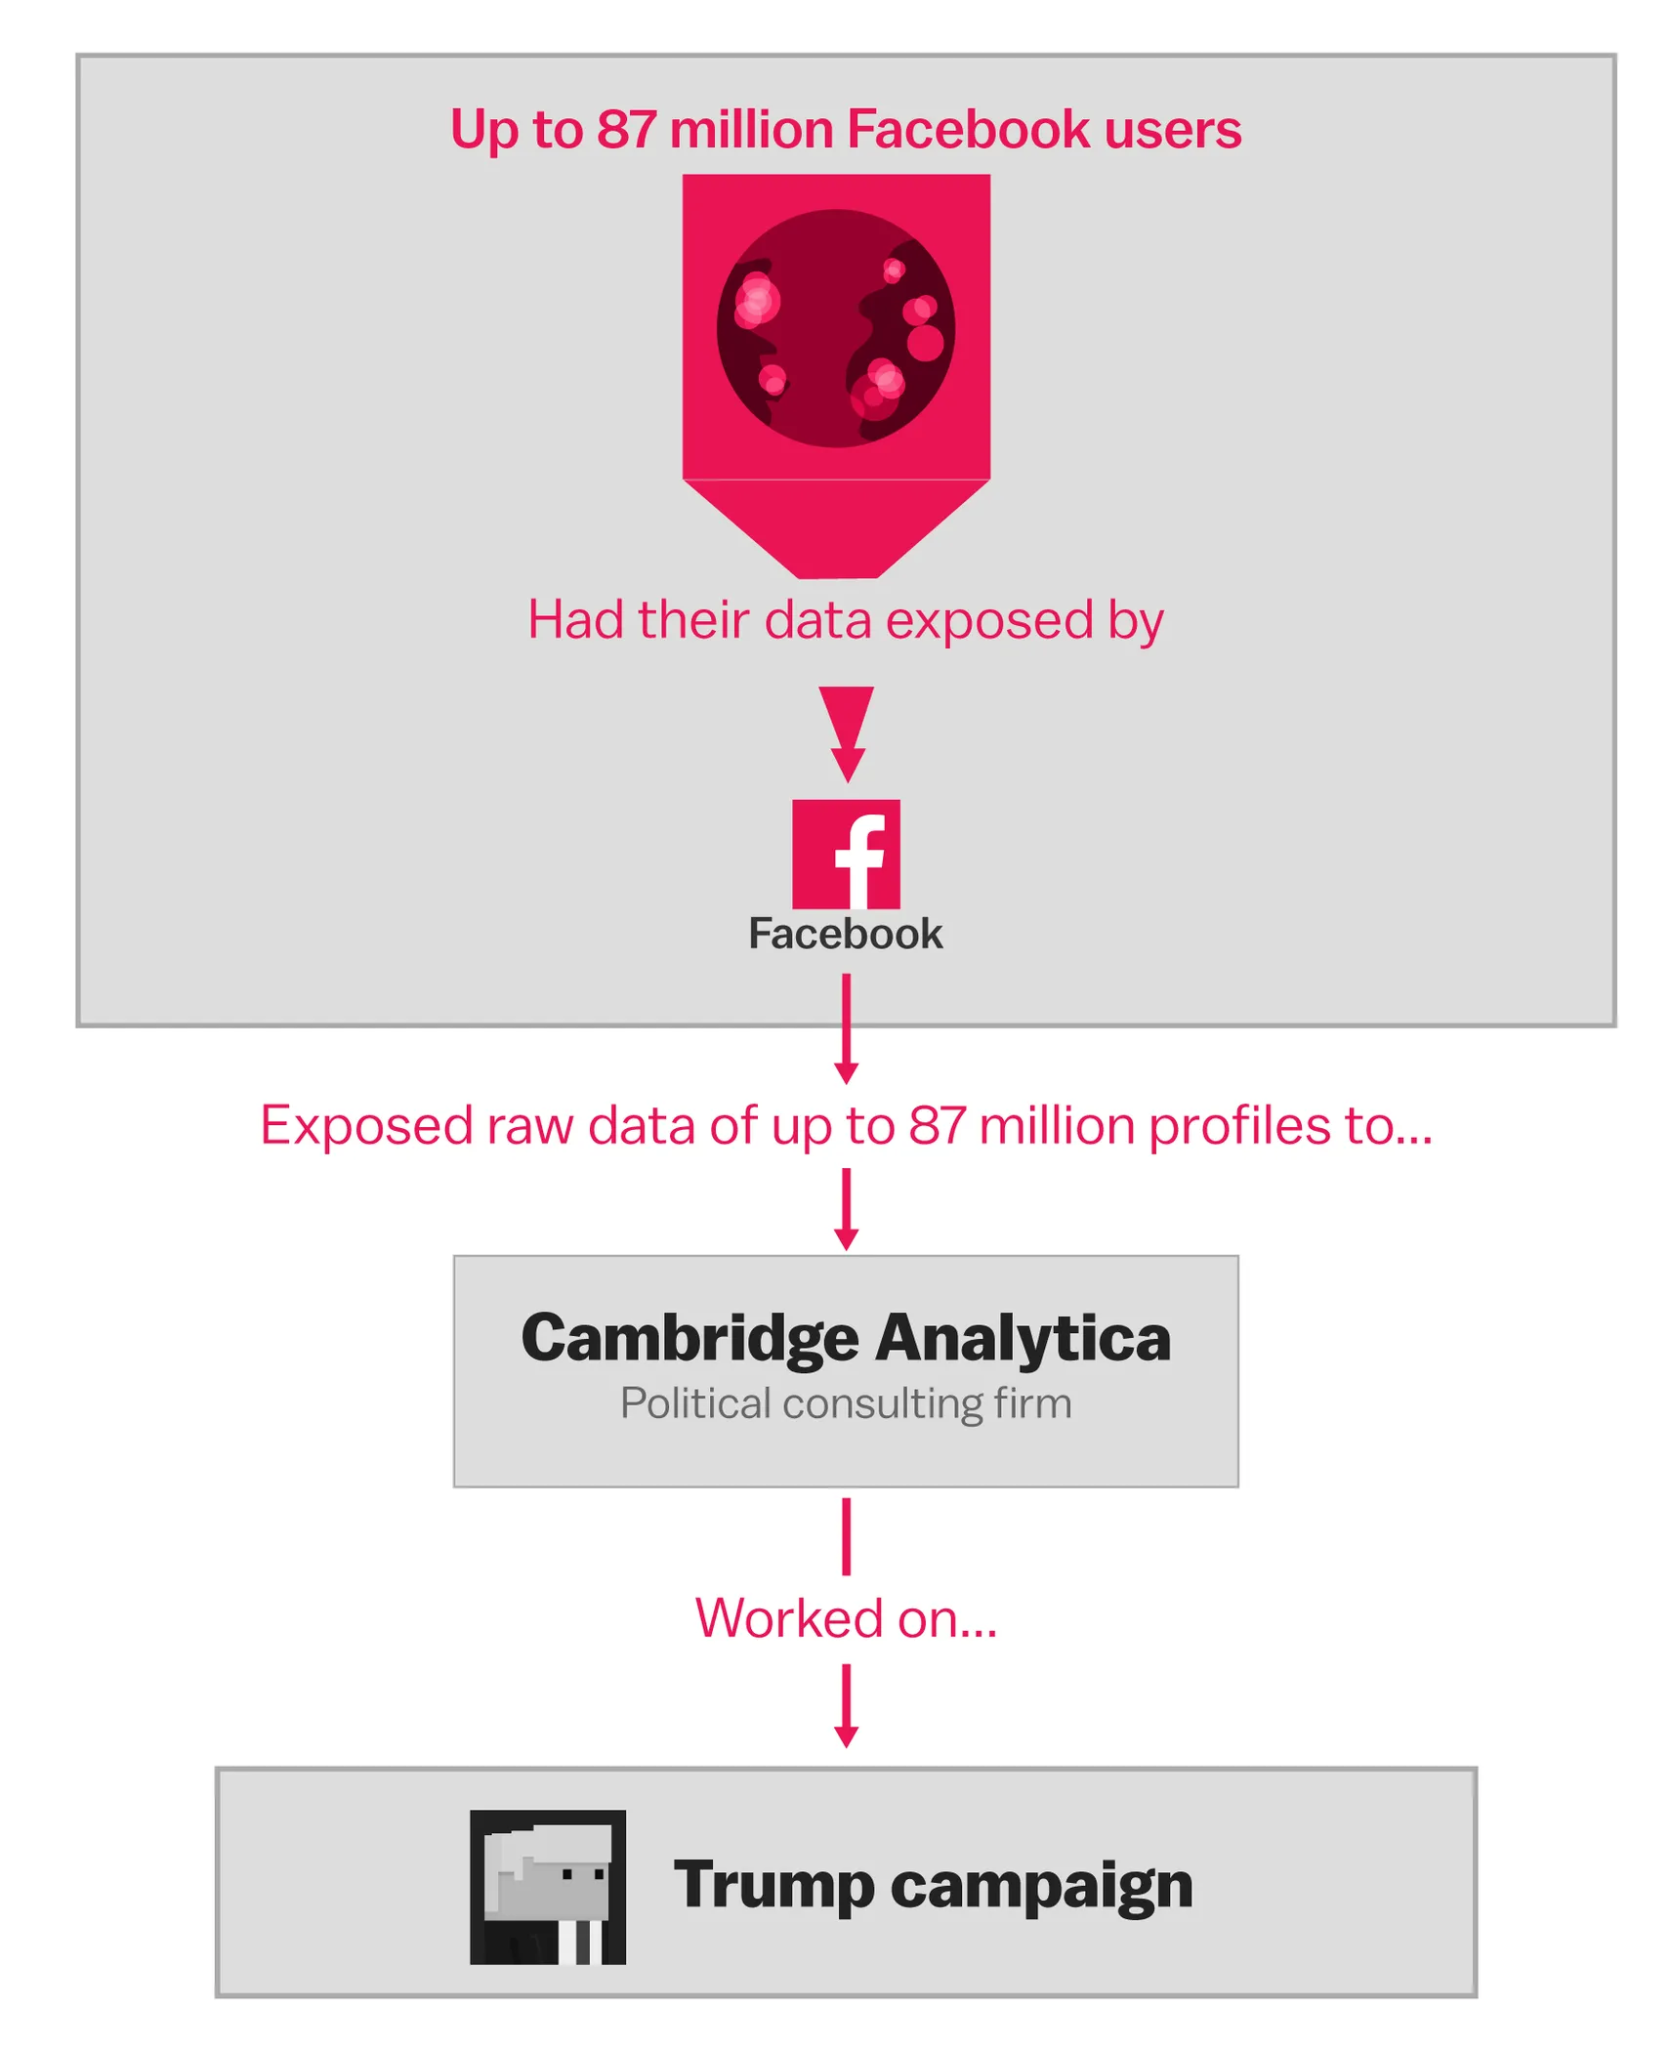 Up to 87 million Facebook users
Had their data exposed by
f
Facebook
Exposed raw data of up to 87 million profiles to...
Cambridge Analytica
Political consulting firm
Worked on...
Trump campaign